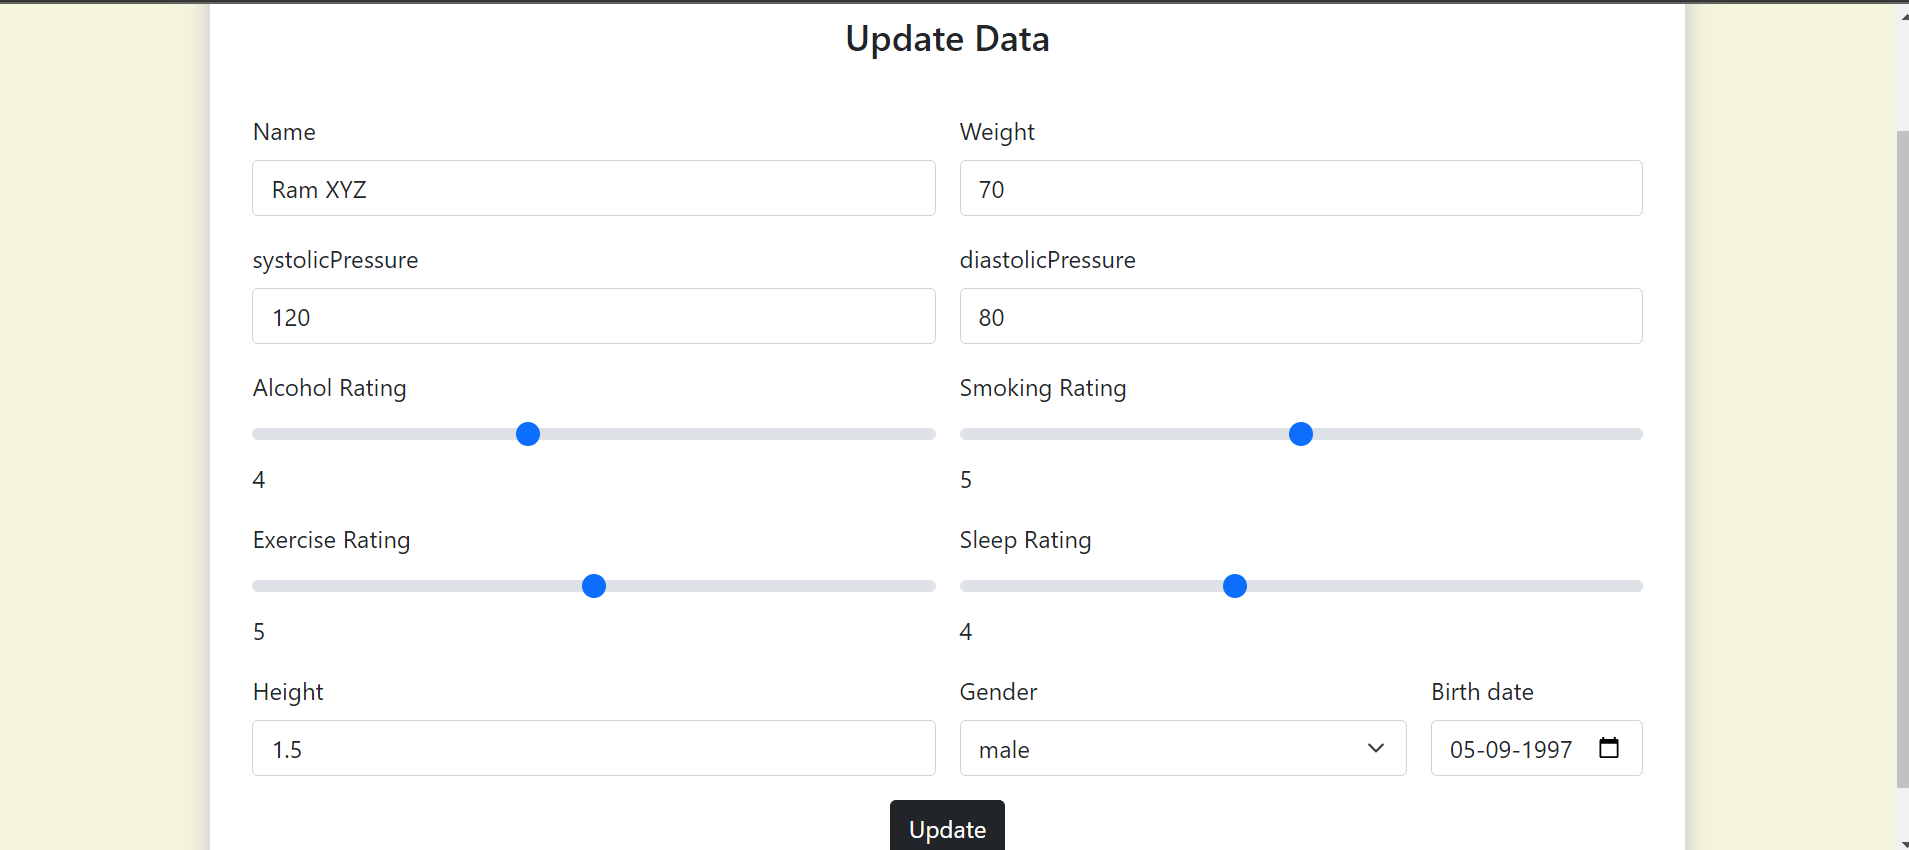 Update Data
Name
Weight
Ram XYZ
70
systolicPressure
diastolicPressure
120
80
Alcohol Rating
Smoking Rating
4
5
Exercise Rating
Sleep Rating
5
4
Height
Gender
Birth date
1.5
male
05-09-1997
Update